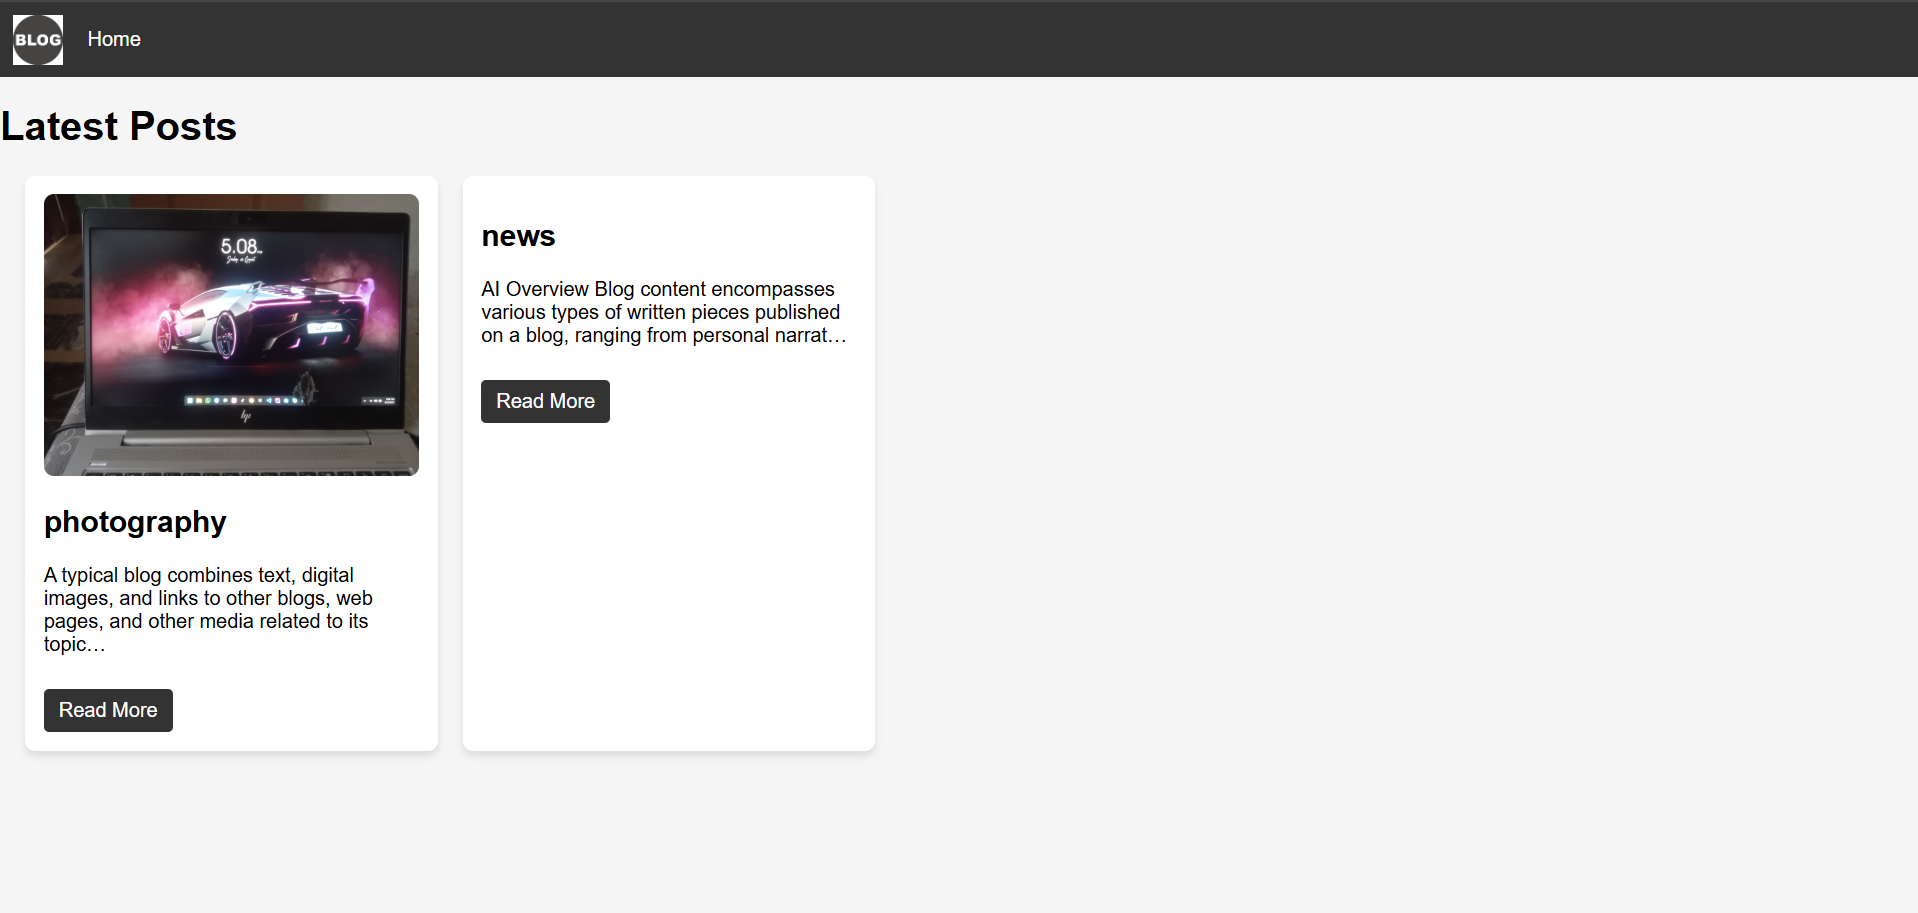 BLOG
Home
Latest Posts
5.08
hp
photography
A typical blog combines text, digital
images, and links to other blogs, web
pages, and other media related to its
topic…
Read More
news
AI Overview Blog content encompasses
various types of written pieces published
on a blog, ranging from personal narrat…
Read More